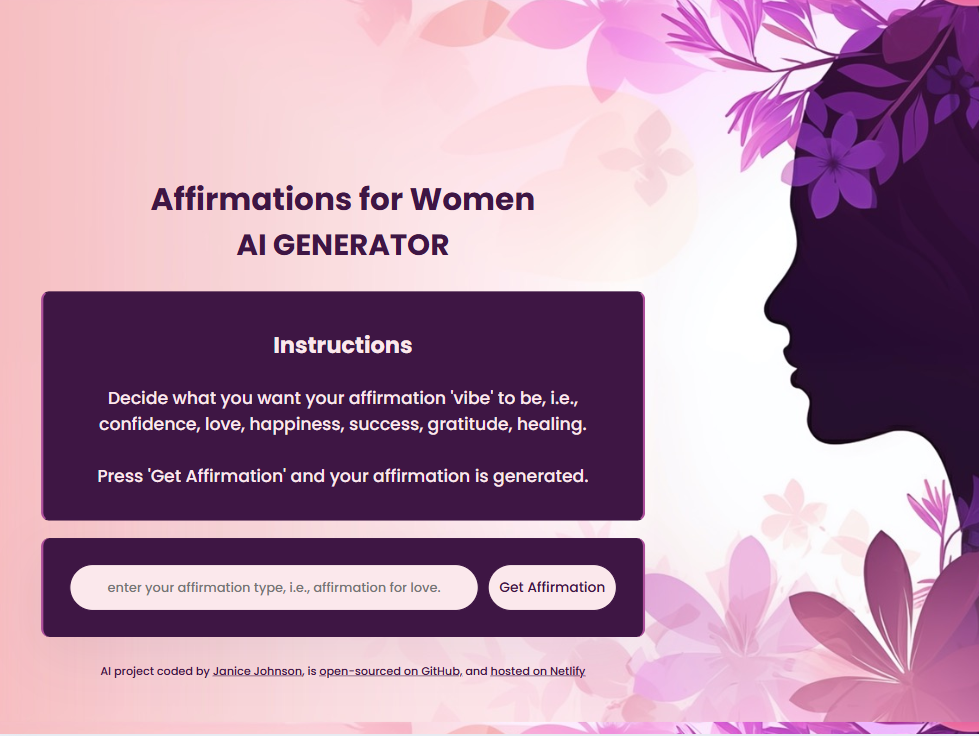 Affirmations for Women
AI GENERATOR
Instructions
Decide what you want your affirmation 'vibe' to be, i.e.,
confidence, love, happiness, success, gratitude, healing.
Press 'Get Affirmation' and your affirmation is generated.
enter your affirmation type, i.e., affirmation for love.
Get Affirmation
AI project coded by Janice Johnson, is open-sourced on GitHub, and hosted on Netlify